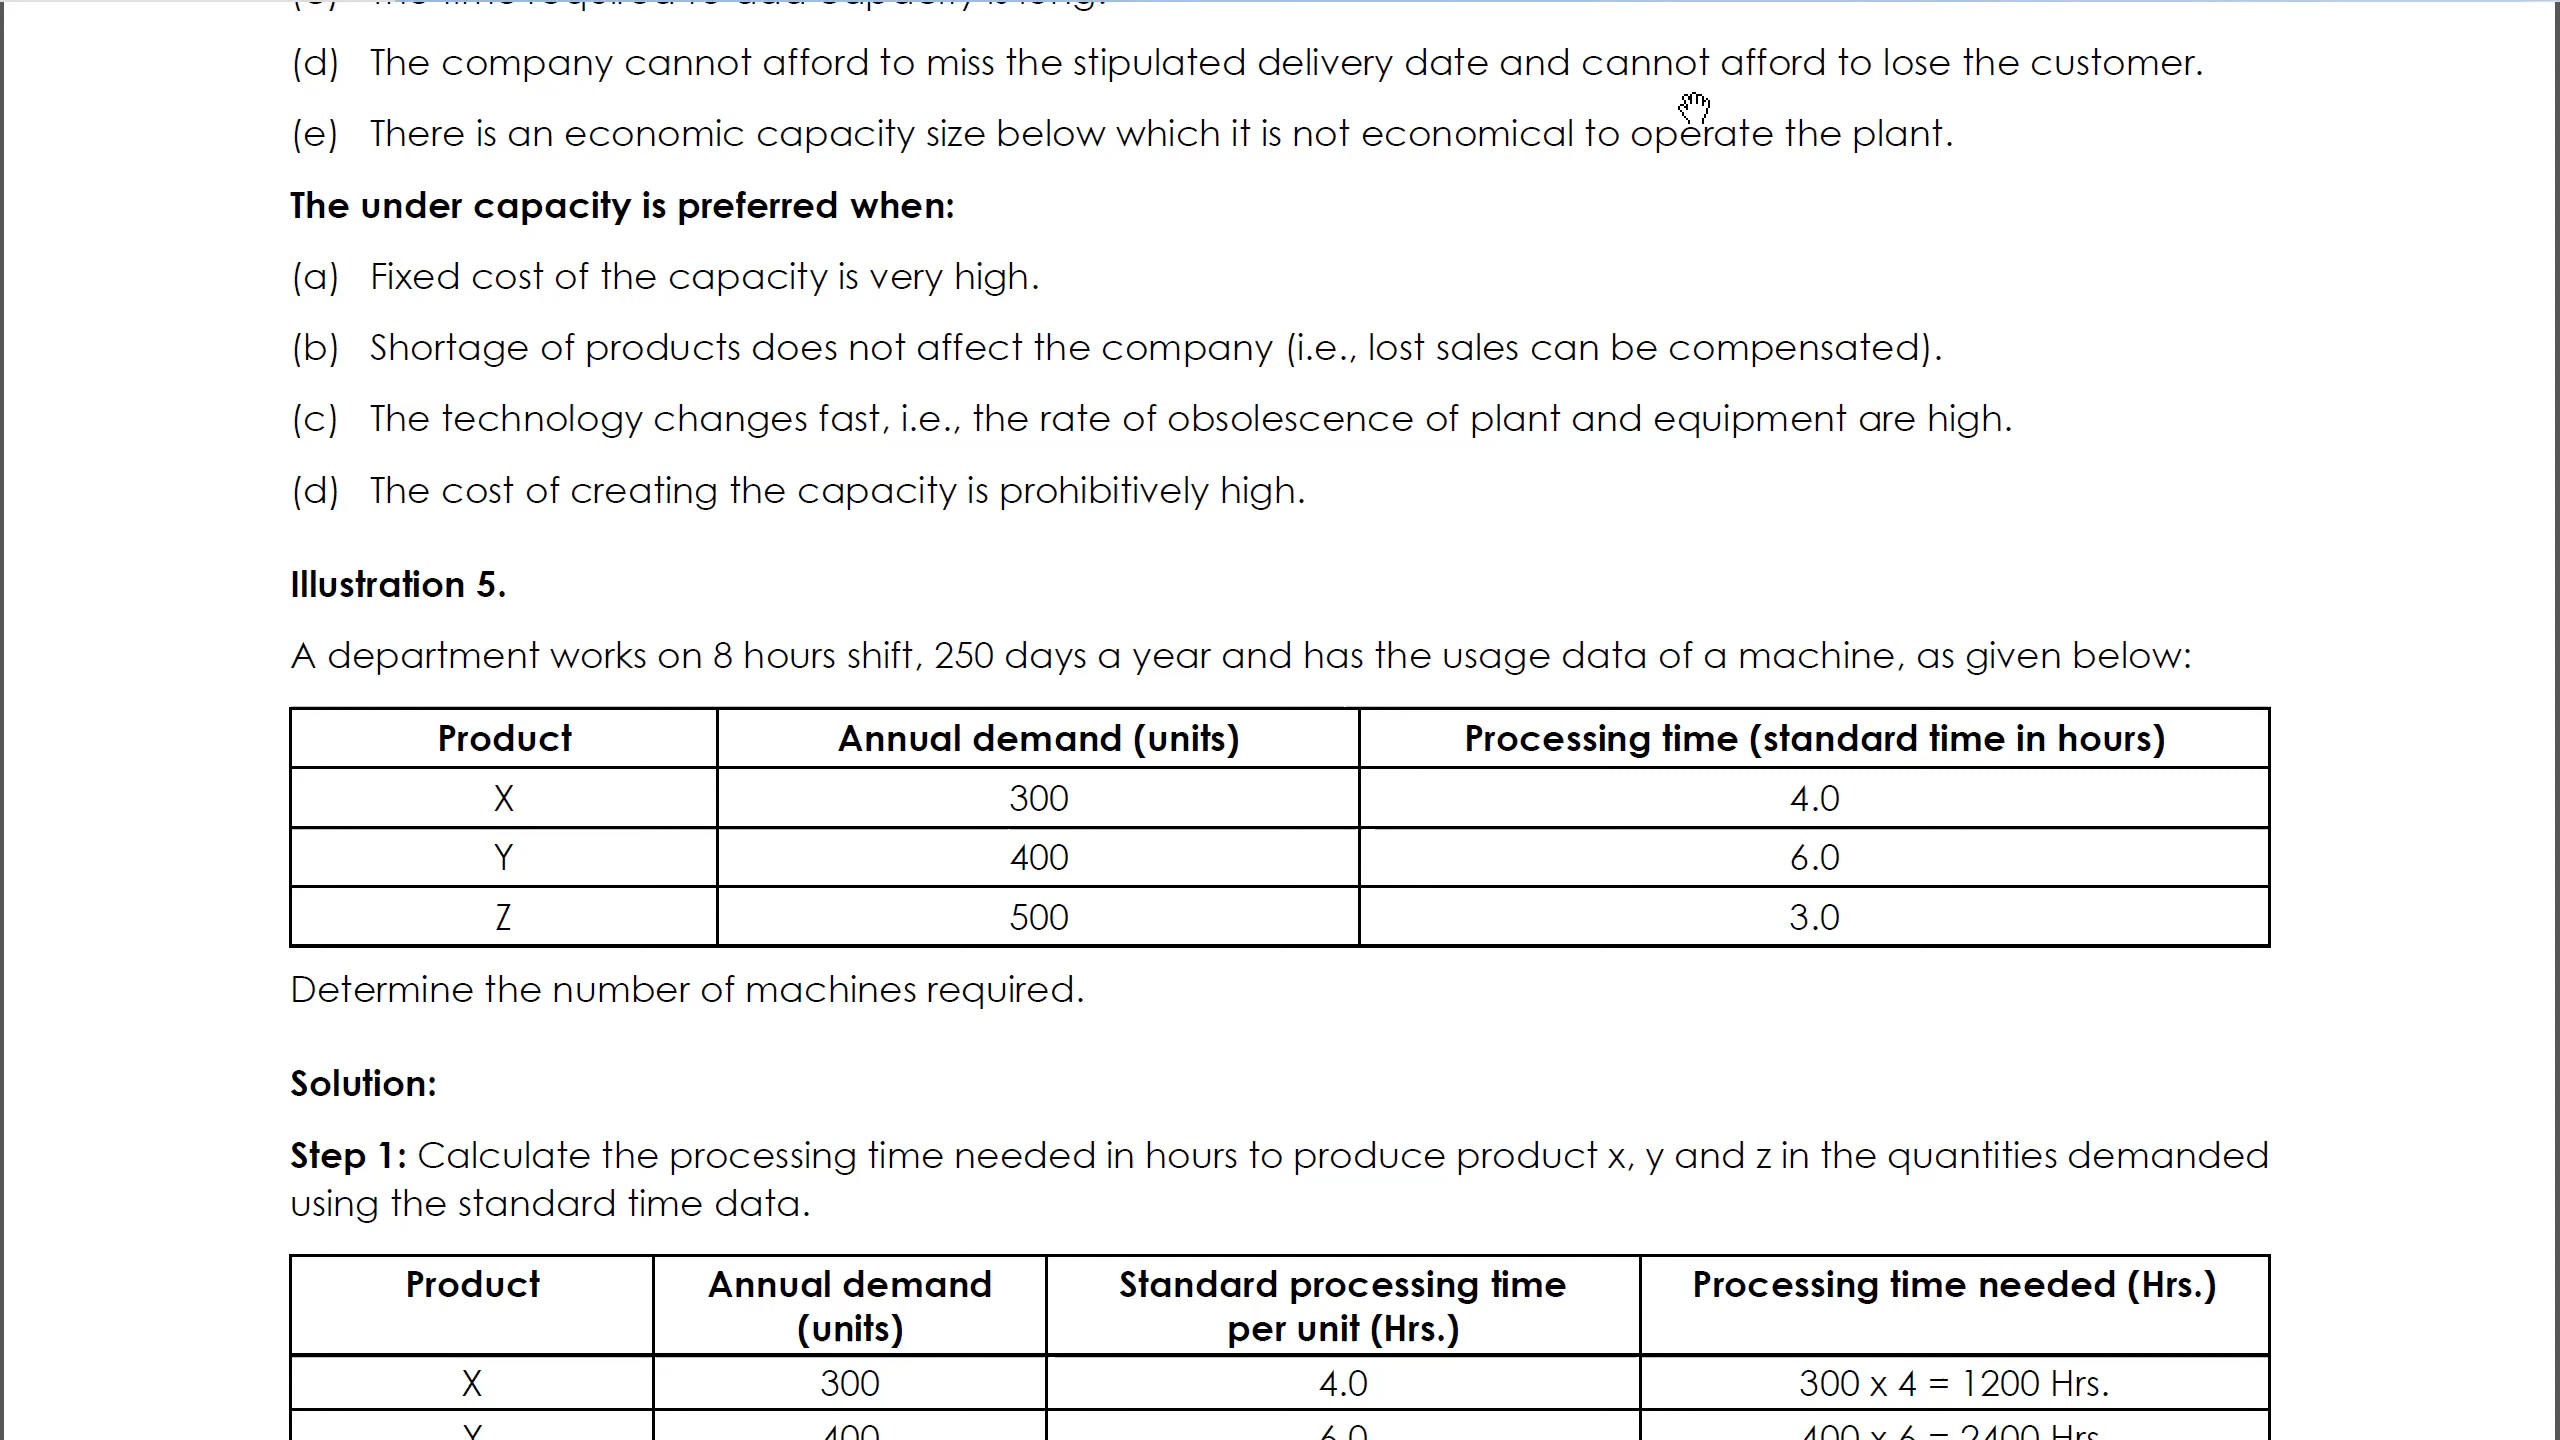 (d) The company cannot afford to miss the stipulated delivery date and cannot afford to lose the customer.
(e) There is an economic capacity size below which it is not economical to operate the plant.
The under capacity is preferred when:
(a) Fixed cost of the capacity is very high.
(b) Shortage of products does not affect the company (i.e., lost sales can be compensated).
(c) The technology changes fast, i.e., the rate of obsolescence of plant and equipment are high.
(d) The cost of creating the capacity is prohibitively high.
Illustration 5.
A department works on 8 hours shift, 250 days a year and has the usage data of a machine, as given below:
Product Annual demand (units) Processing time (standard time in hours)
X 300 4.0
Y 400 6.0
Z 500 3.0
Determine the number of machines required.
Solution:
Step 1: Calculate the processing time needed in hours to produce product x, y and z in the quantities demanded
using the standard time data.
Product Annual demand Standard processing time Processing time needed (Hrs.)
(units) per unit (Hrs.)
X 300 4.0 300 x 4 = 1200 Hrs.
Y 400 6.0 400 x 6 = 2400 Hrs